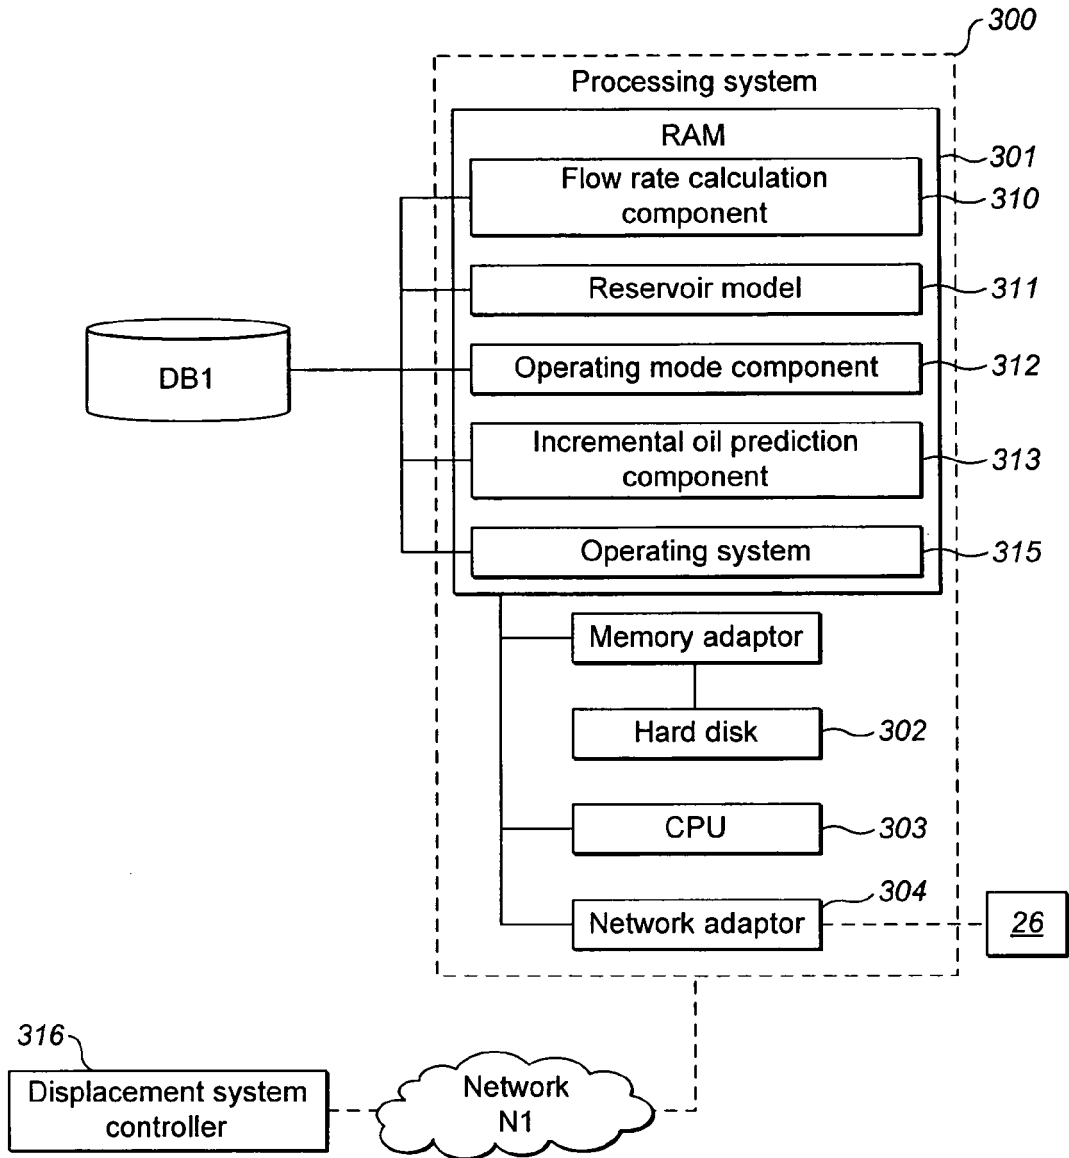 300
Processing system
RAM
301
Flow rate calculation
component
310
Reservoir model
311
DB1
Operating mode component
312
Incremental oil prediction
component
313
Operating system
315
Memory adaptor
Hard disk
302
CPU
303
304
Network adaptor
26
316
Displacement system
controller
Network
N1